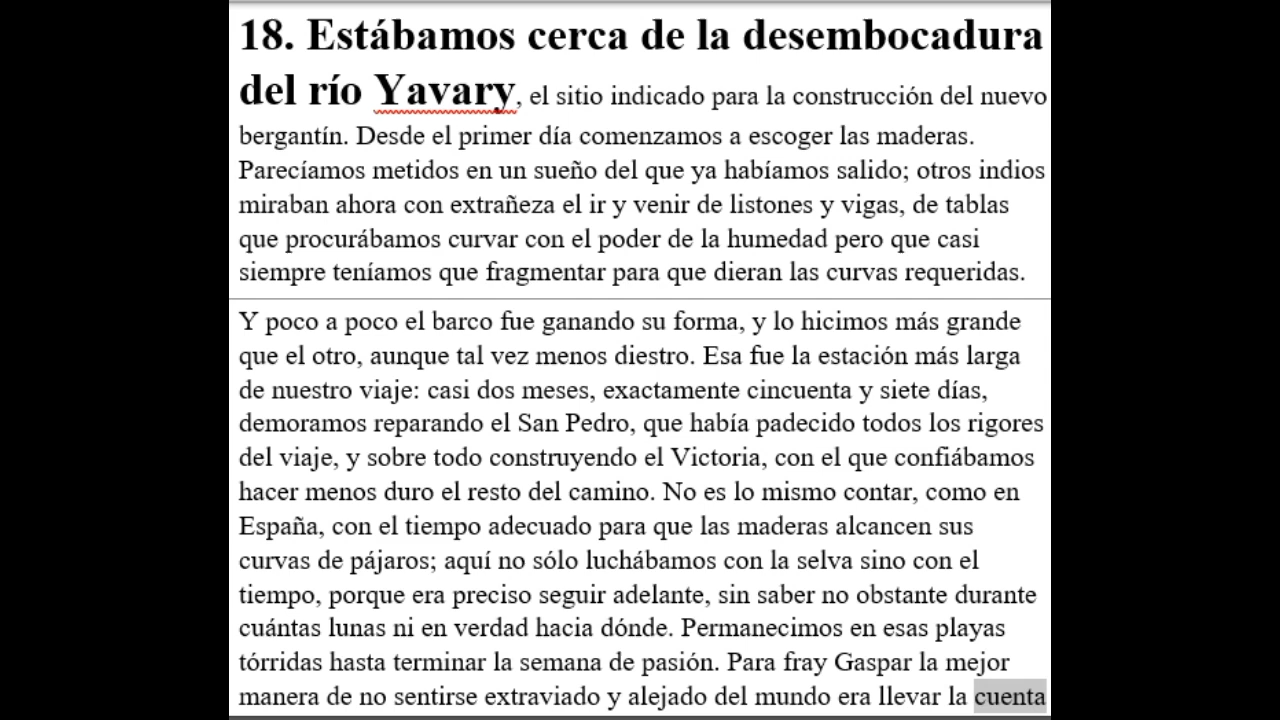 18. Estábamos cerca de la desembocadura
del río Yavary, el sitio indicado para la construcción del nuevo
bergantín. Desde el primer día comenzamos a escoger las maderas.
Parecíamos metidos en un sueño del que ya habíamos salido; otros indios
miraban ahora con extrañeza el ir y venir de listones y vigas, de tablas
que procurábamos curvar con el poder de la humedad pero que casi
siempre teníamos que fragmentar para que dieran las curvas requeridas.
Y poco a poco el barco fue ganando su forma, y lo hicimos más grande
que el otro, aunque tal vez menos diestro. Esa fue la estación más larga
de nuestro viaje: casi dos meses, exactamente cincuenta y siete días,
demoramos reparando el San Pedro, que había padecido todos los rigores
del viaje, y sobre todo construyendo el Victoria, con el que confiábamos
hacer menos duro el resto del camino. No es lo mismo contar, como en
España, con el tiempo adecuado para que las maderas alcancen sus
curvas de pájaros; aquí no sólo luchábamos con la selva sino con el
tiempo, porque era preciso seguir adelante, sin saber no obstante durante
cuántas lunas ni en verdad hacia dónde. Permanecimos en esas playas
tórridas hasta terminar la semana de pasión. Para fray Gaspar la mejor
manera de no sentirse extraviado y alejado del mundo era llevar la cuenta